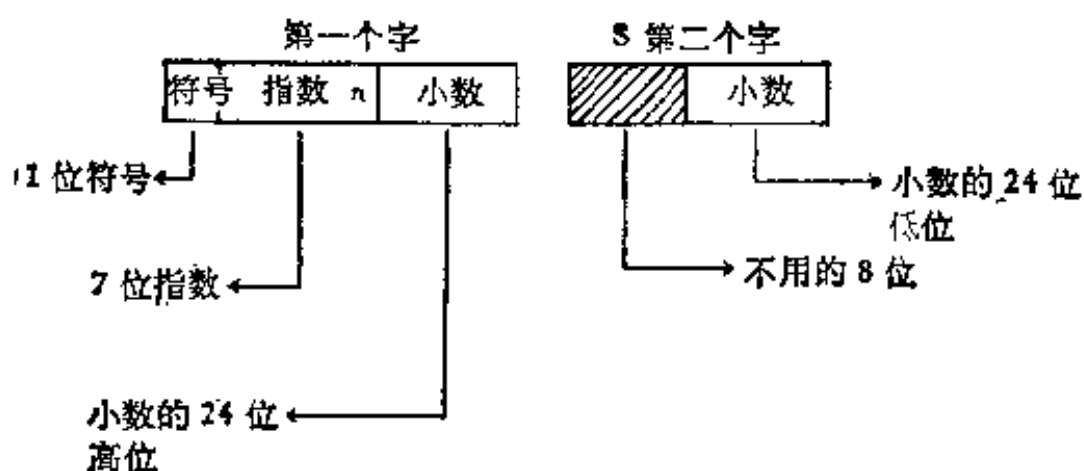 第一个字 S 第二个字
符号 指数 n 小数 小数
1 位符号
小数的 24 位
低位
7 位指数
不用的 8 位
小数的 24 位
高位